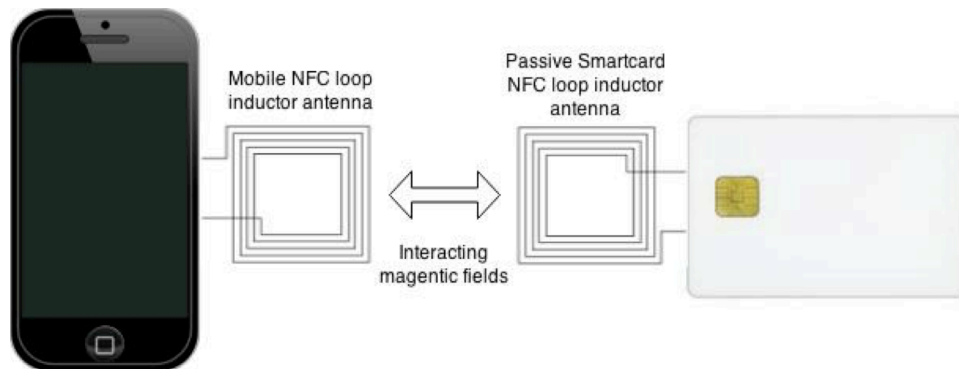 Mobile NFC loop
inductor antenna
Passive Smartcard
NFC loop inductor
antenna
Interacting
magentic fields